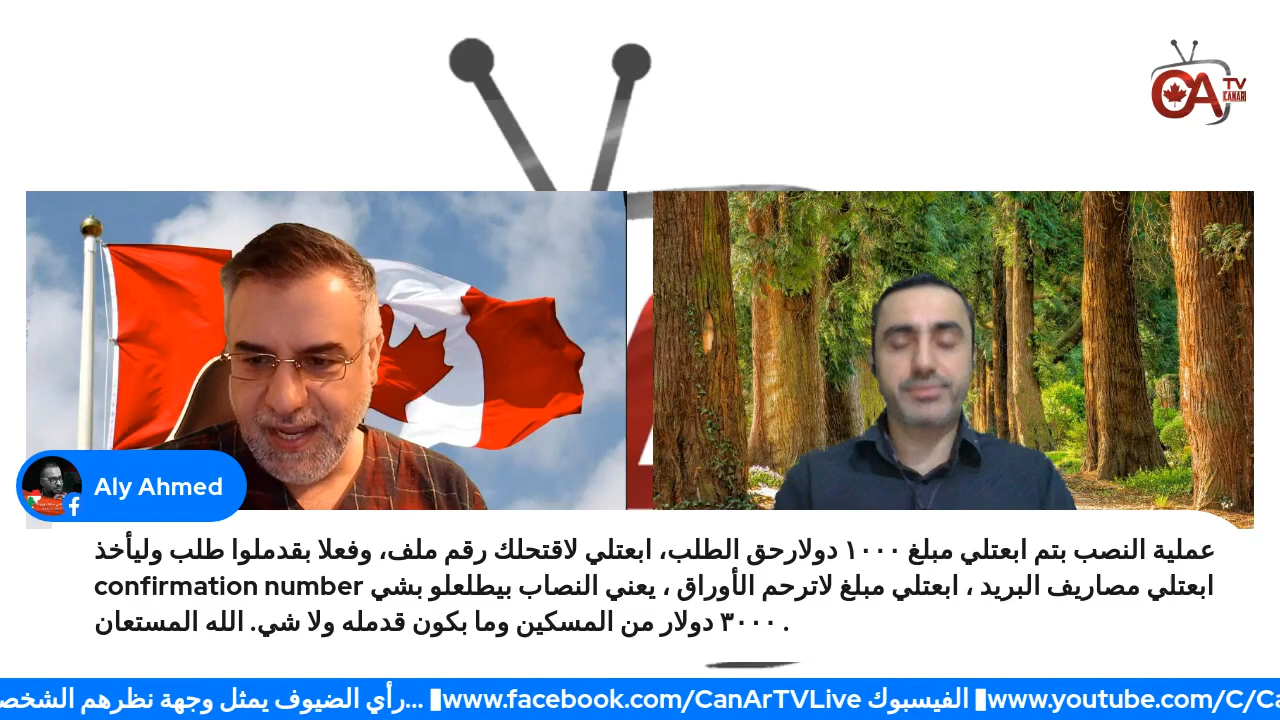 CA TV
CANAR
Aly Ahmed
عملية النصب بتم ابعتلي مبلغ ١٠٠٠ دولارحق الطلب، ابعتلي لاقتحلك رقم ملف، وفعلا بقدملوا طلب وليأخذ
confirmation number ابعتلي مصاريف البريد ، ابعتلي مبلغ لاترحم الأوراق ، يعني النصاب بيطلعلو بشي
٣٠٠٠ دولار من المسكين وما بكون قدمله ولا شي. الله المستعان .
رأي الضيوف يمثل وجهة نظرهم ...▮www.facebook.com/CanArTVLive الفيسبوك ▮www.youtube.com/C/